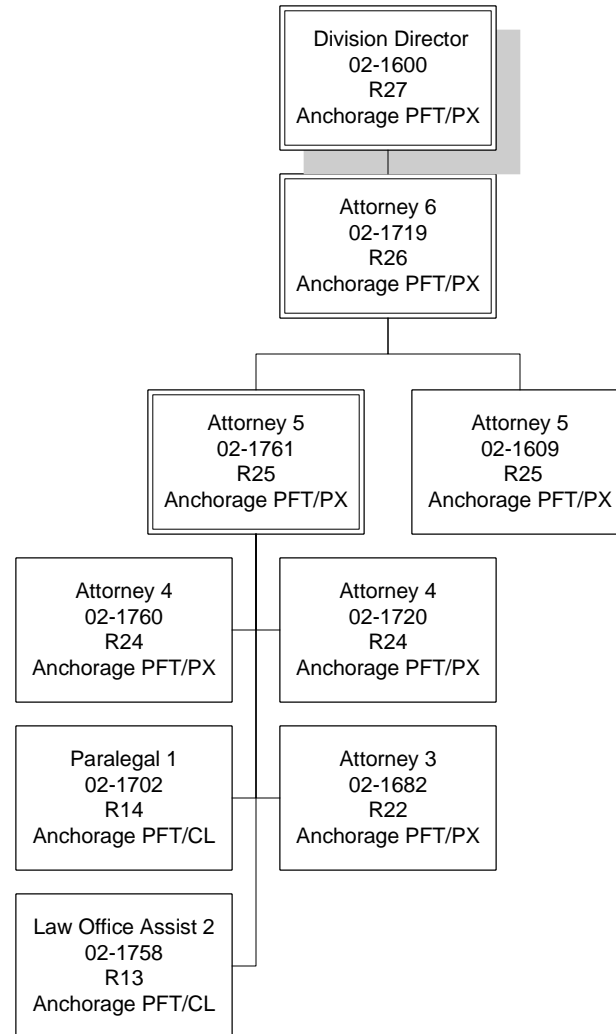 Division Director
02-1600
R27
Anchorage PFT/PX
Attorney 6
02-1719
R26
Anchorage PFT/PX
Attorney 5
02-1761
R25
Anchorage PFT/PX
Attorney 5
02-1609
R25
Anchorage PFT/PX
Attorney 4
02-1760
R24
Anchorage PFT/PX
Attorney 4
02-1720
R24
Anchorage PFT/PX
Paralegal 1
02-1702
R14
Anchorage PFT/CL
Attorney 3
02-1682
R22
Anchorage PFT/PX
Law Office Assist 2
02-1758
R13
Anchorage PFT/CL